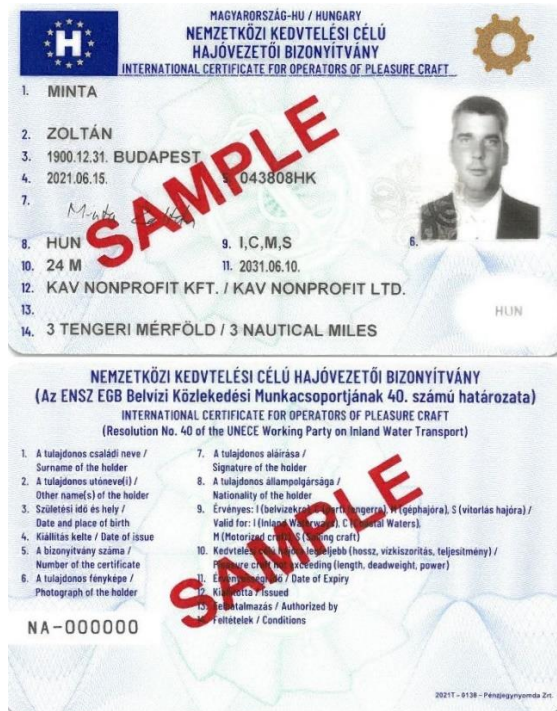 MAGYARORSZÁG-HU / HUNGARY
NEMZETKÖZI KEDVTELÉSI CÉLÚ
HAJÓVEZETŐI BIZONYÍTVÁNY
INTERNATIONAL CERTIFICATE FOR OPERATORS OF PLEASURE CRAFT
H
1. MINTA
2. ZOLTÁN
3. 1900.12.31. BUDAPEST
4. 2021.06.15.
5. 043808HK
7. Minta Zoltán
6.
8. HUN
9. I,C,M,S
10. 24 M
11. 2031.06.10.
12. KAV NONPROFIT KFT. / KAV NONPROFIT LTD.
13.
14. 3 TENGERI MÉRFÖLD / 3 NAUTICAL MILES
HUN
SAMPLE
NEMZETKÖZI KEDVTELÉSI CÉLÚ HAJÓVEZETŐI BIZONYÍTVÁNY
(Az ENSZ EGB Belvízi Közlekedési Munkacsoportjának 40. számú határozata)
INTERNATIONAL CERTIFICATE FOR OPERATORS OF PLEASURE CRAFT
(Resolution No. 40 of the UNECE Working Party on Inland Water Transport)
1. A tulajdonos családi neve /
Surname of the holder
2. A tulajdonos utóneve(i) /
Other name(s) of the holder
3. Születési idő és hely /
Date and place of birth
4. Kiállítás kelte / Date of issue
5. A bizonyítvány száma /
Number of the certificate
6. A tulajdonos fényképe /
Photograph of the holder
7. A tulajdonos aláírása /
Signature of the holder
8. A tulajdonos állampolgársága /
Nationality of the holder
9. Érvényes: I (belvizekre), C (parti tengerre), M (géphajóra), S (vitorlás hajóra) /
Valid for: I (Inland Waterways), C (Coastal Waters),
M (Motorized craft), S (Sailing craft)
10. Kedvtelési célú hajóra legfeljebb (hossz, vízkiszorítás, teljesítmény) /
Pleasure craft not exceeding (length, deadweight, power)
11. Érvényességi idő / Date of Expiry
12. Kiállította / Issued
13. Felhatalmazás / Authorized by
14. Feltételek / Conditions
SAMPLE
NA-000000
2021T - 0138 - Pénzjegynyomda Zrt.